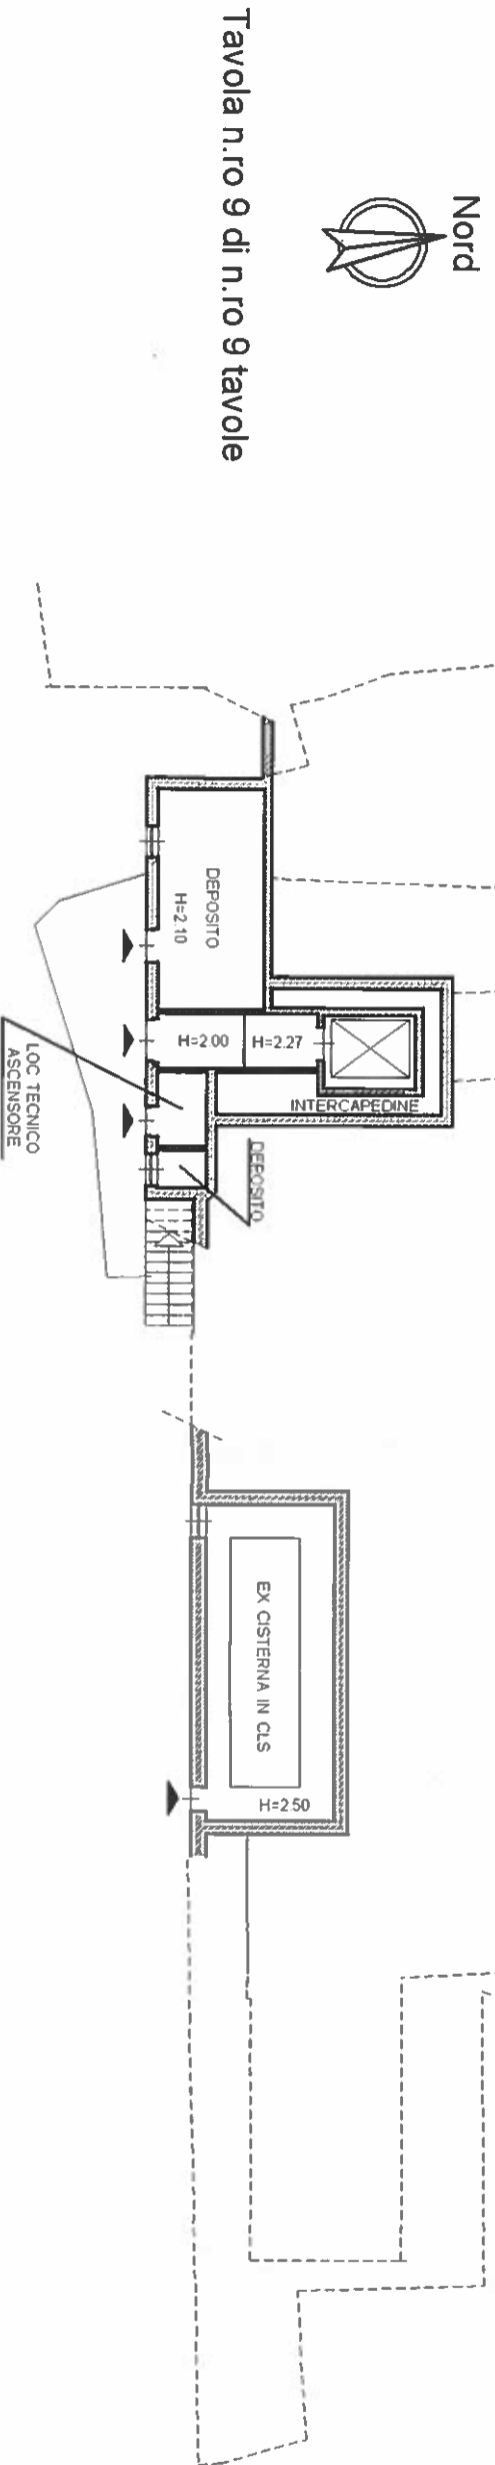 Nord
Tavola n.ro 9 di n.ro 9 tavole
DEPOSITO
H=2.10
H=2.00
H=2.27
INTERCAPEDINE
LOC TECNICO
ASCENSORE
DEPOSITO
EX CISTERNA IN CLS
H=2.50